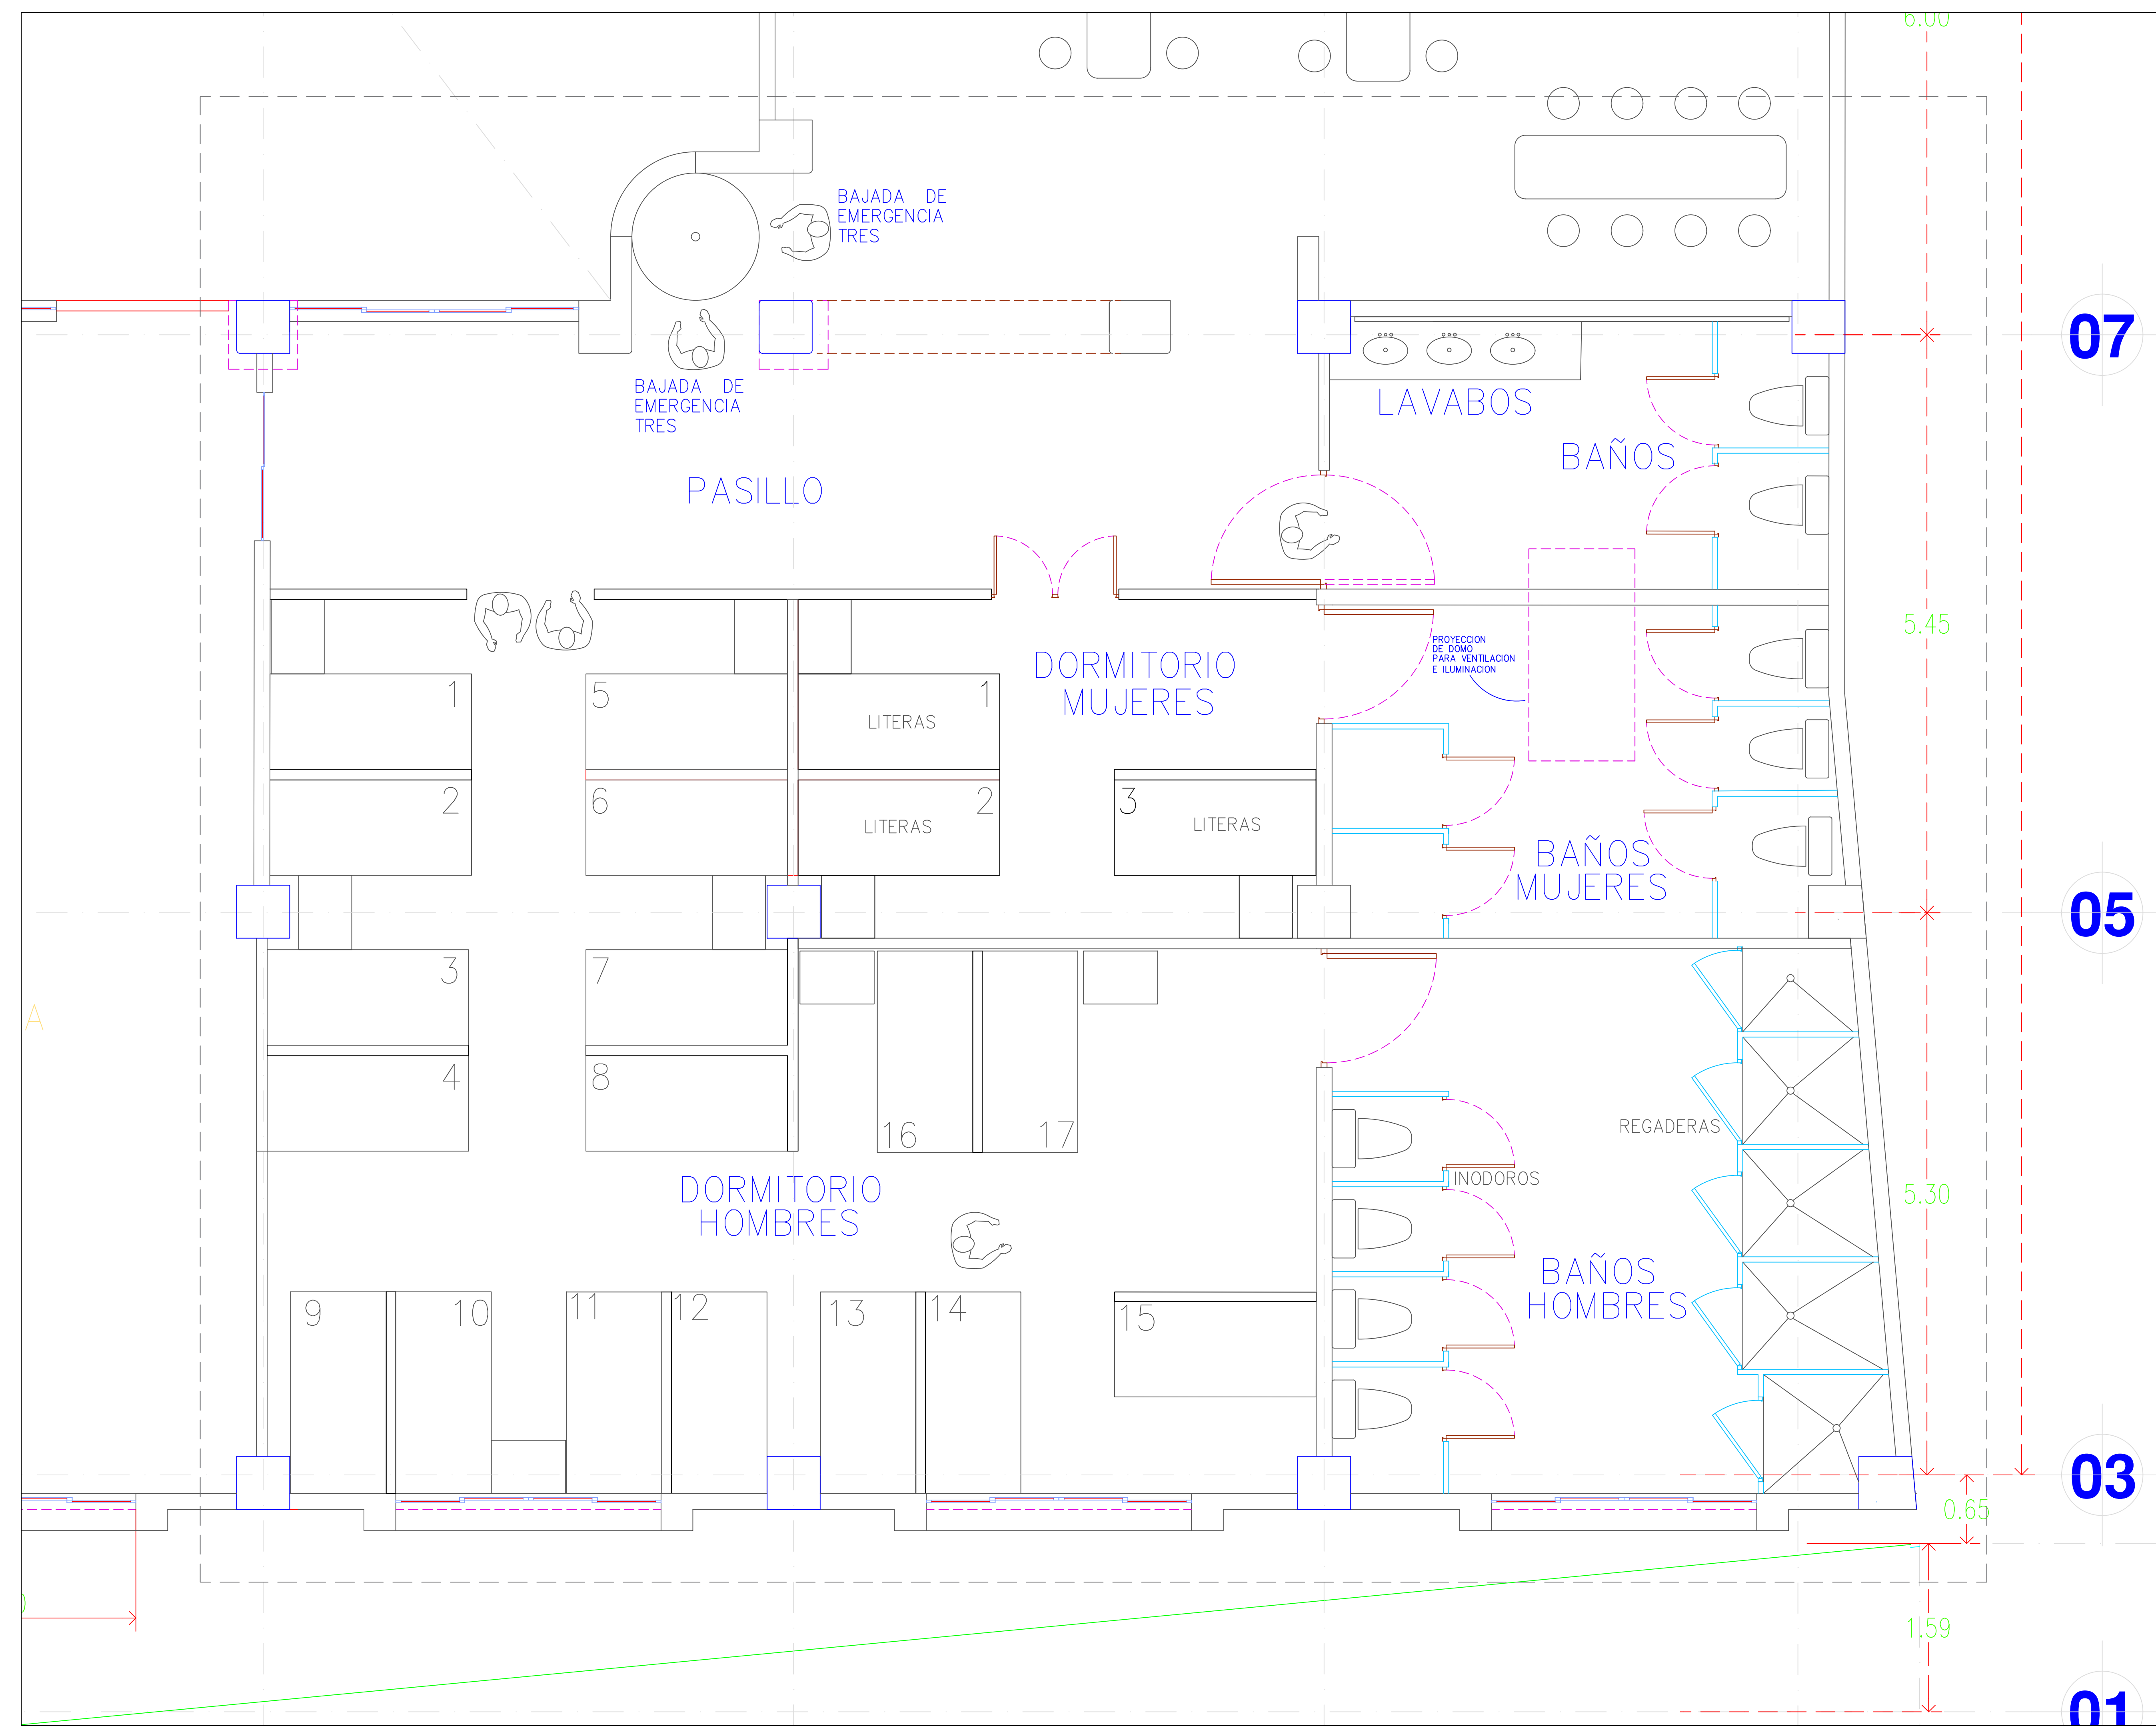 6.00
BAJADA DE
EMERGENCIA
TRES
07
BAJADA DE
EMERGENCIA
TRES
LAVABOS
BAÑOS
PASILLO
5.45
PROYECCION
DE DOMO
PARA VENTILACION
E ILUMINACION
DORMITORIO
MUJERES
1
5
1
LITERAS
2
6
2
LITERAS
3
LITERAS
BAÑOS
MUJERES
05
3
7
A
4
8
16
17
REGADERAS
INODOROS
5.30
DORMITORIO
HOMBRES
BAÑOS
HOMBRES
9
10
11
12
13
14
15
03
0.65
1.59
01